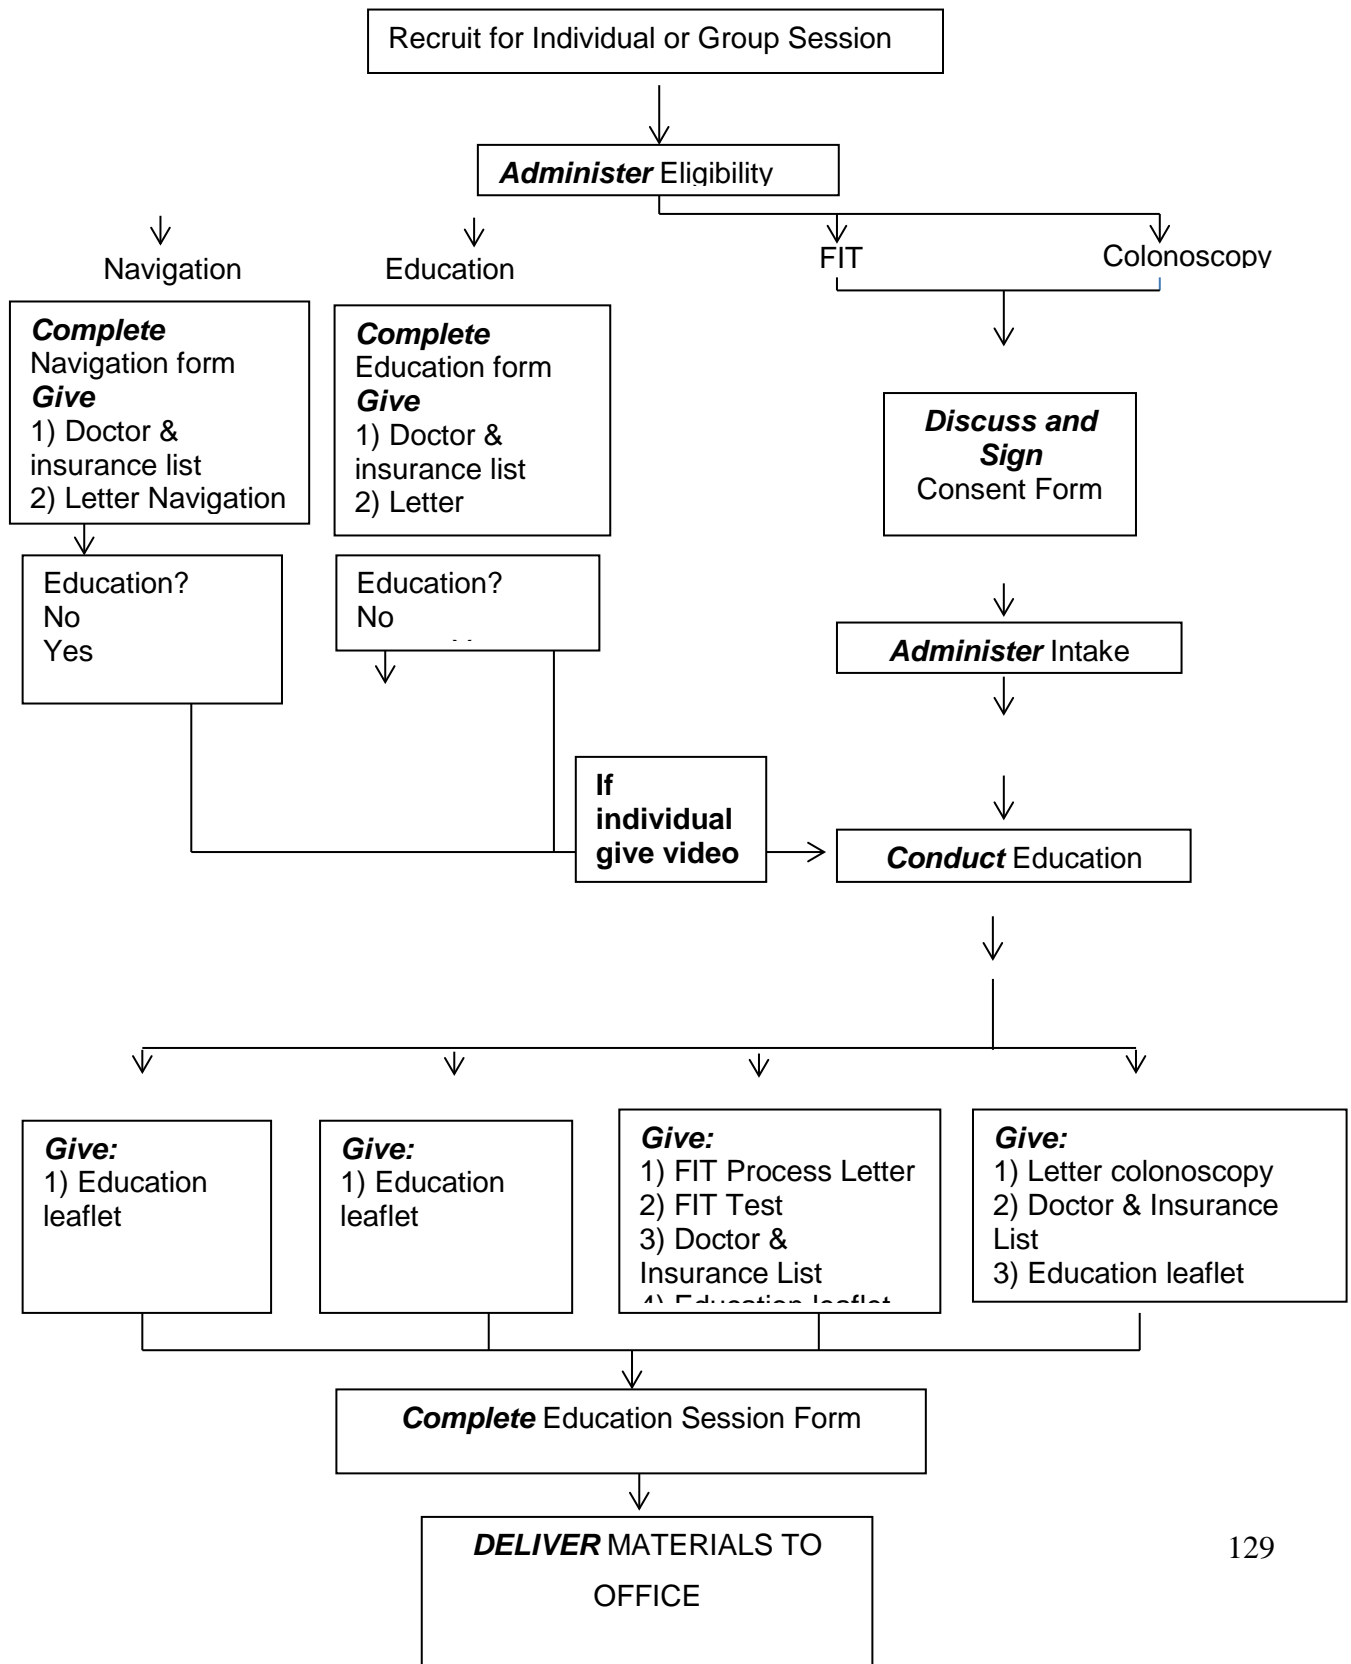 Recruit for Individual or Group Session
Administer Eligibility
Navigation
Education
FIT
Colonoscopy
Complete
Navigation form
Give
1) Doctor &
insurance list
2) Letter Navigation
Complete
Education form
Give
1) Doctor &
insurance list
2) Letter
Discuss and
Sign
Consent Form
Education?
No
Yes
Education?
No
Administer Intake
If
individual
give video
Conduct Education
Give:
1) Education
leaflet
Give:
1) Education
leaflet
Give:
1) FIT Process Letter
2) FIT Test
3) Doctor &
Insurance List
4) Education leaflet
Give:
1) Letter colonoscopy
2) Doctor & Insurance
List
3) Education leaflet
Complete Education Session Form
DELIVER MATERIALS TO
OFFICE
129